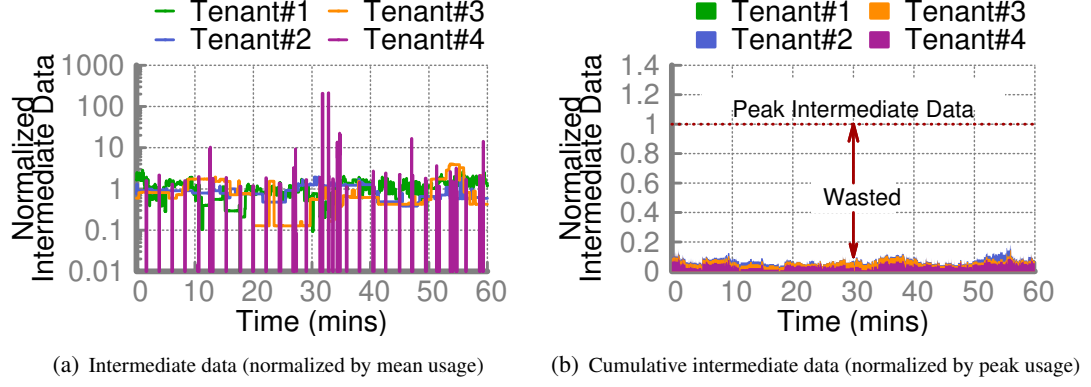 Tenant#1 Tenant#3
Tenant#2 Tenant#4
Normalized
Intermediate Data
1000
100
10
1
0.1
0.01
0 10 20 30 40 50 60
Time (mins)
(a) Intermediate data (normalized by mean usage)
Tenant#1 Tenant#3
Tenant#2 Tenant#4
Normalized
Intermediate Data
1.4
1.2
1
0.8
0.6
0.4
0.2
0
Peak Intermediate Data
Wasted
0 10 20 30 40 50 60
Time (mins)
(b) Cumulative intermediate data (normalized by peak usage)